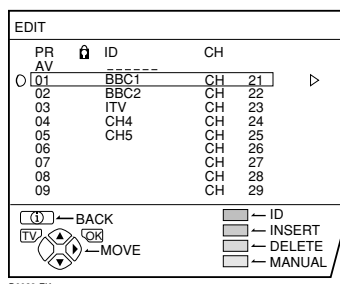 EDIT
PR ID CH
AV _ _ _ _ _ _
01 BBC1 CH 21
02 BBC2 CH 22
03 ITV CH 23
04 CH4 CH 24
05 CH5 CH 25
06 CH 26
07 CH 27
08 CH 28
09 CH 29
i BACK
TV OK
MOVE
ID
INSERT
DELETE
MANUAL